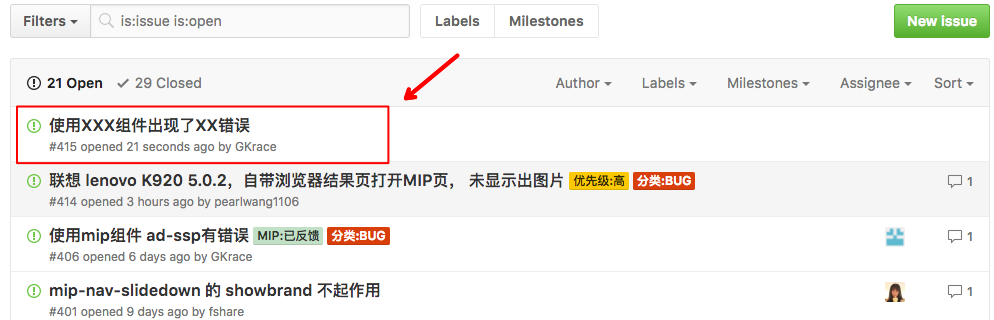 Filters is:issue is:open Labels Milestones New issue
21 Open 29 Closed Author Labels Milestones Assignee Sort
使用XXX组件出现了XX错误
#415 opened 21 seconds ago by GKrace
联想 lenovo K920 5.0.2，自带浏览器结果页打开MIP页， 未显示出图片 优先级:高 分类:BUG 1
#414 opened 3 hours ago by pearlwang1106
使用mip组件 ad-ssp有错误 MIP:已反馈 分类:BUG 1
#406 opened 6 days ago by GKrace
mip-nav-slidedown 的 showbrand 不起作用 1
#401 opened 9 days ago by fshare